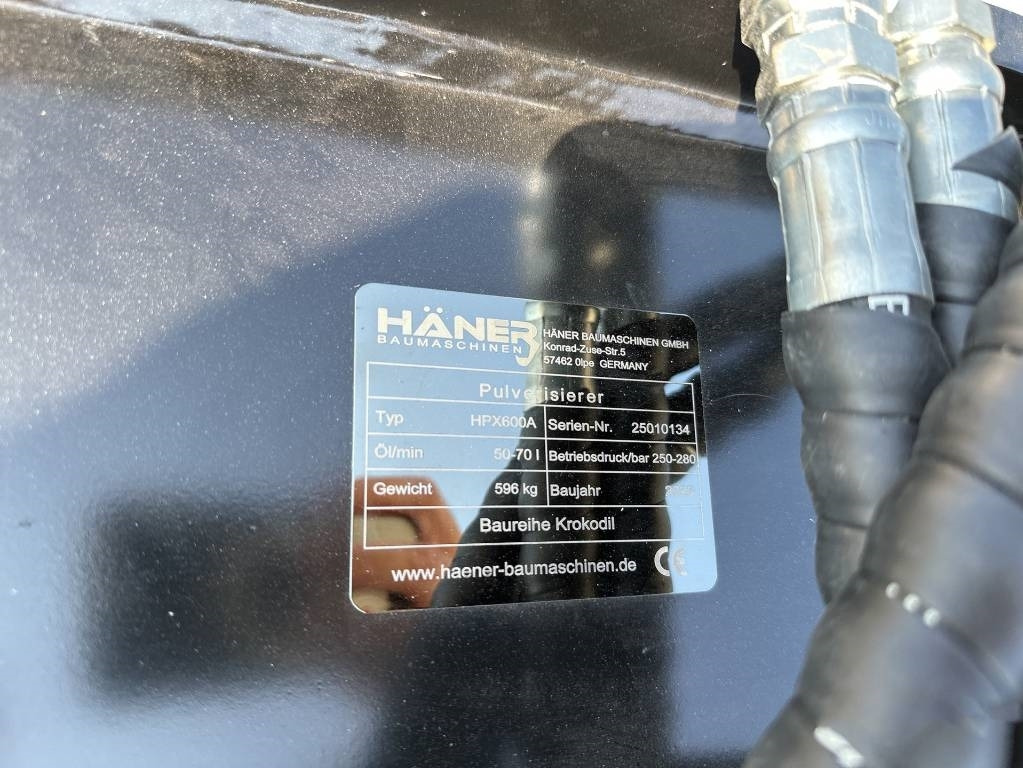 HÄNER
BAUMASCHINEN
HÄNER BAUMASCHINEN GMBH
Konrad-Zuse-Str.5
57462 Olpe GERMANY
Pulverisierer
Typ HPX600A Serien-Nr. 25010134
Öl/min 50-70 l Betriebsdruck/bar 250-280
Gewicht 596 kg Baujahr
Baureihe Krokodil
www.haener-baumaschinen.de CE